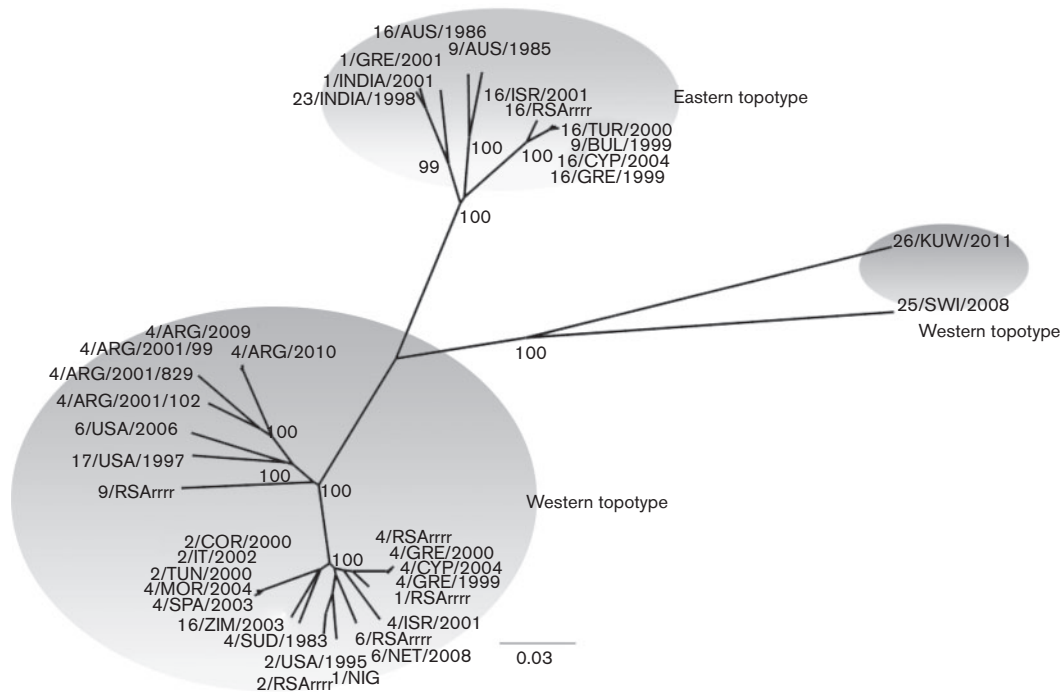 16/AUS/1986
9/AUS/1985
1/GRE/2001
1/INDIA/2001
23/INDIA/1998
16/ISR/2001
16/RSArrrr
Eastern topotype
16/TUR/2000
9/BUL/1999
16/CYP/2004
16/GRE/1999
100
100
99
100
26/KUW/2011
25/SWI/2008
Western topotype
100
4/ARG/2009
4/ARG/2001/99
4/ARG/2010
4/ARG/2001/829
4/ARG/2001/102
6/USA/2006
100
17/USA/1997
100
9/RSArrrr
100
Western topotype
2/COR/2000
2/IT/2002
2/TUN/2000
4/MOR/2004
4/SPA/2003
16/ZIM/2003
4/SUD/1983
2/USA/1995
2/RSArrrr
1/NIG
100
4/RSArrrr
4/GRE/2000
4/CYP/2004
4/GRE/1999
1/RSArrrr
4/ISR/2001
6/RSArrrr
6/NET/2008
0.03